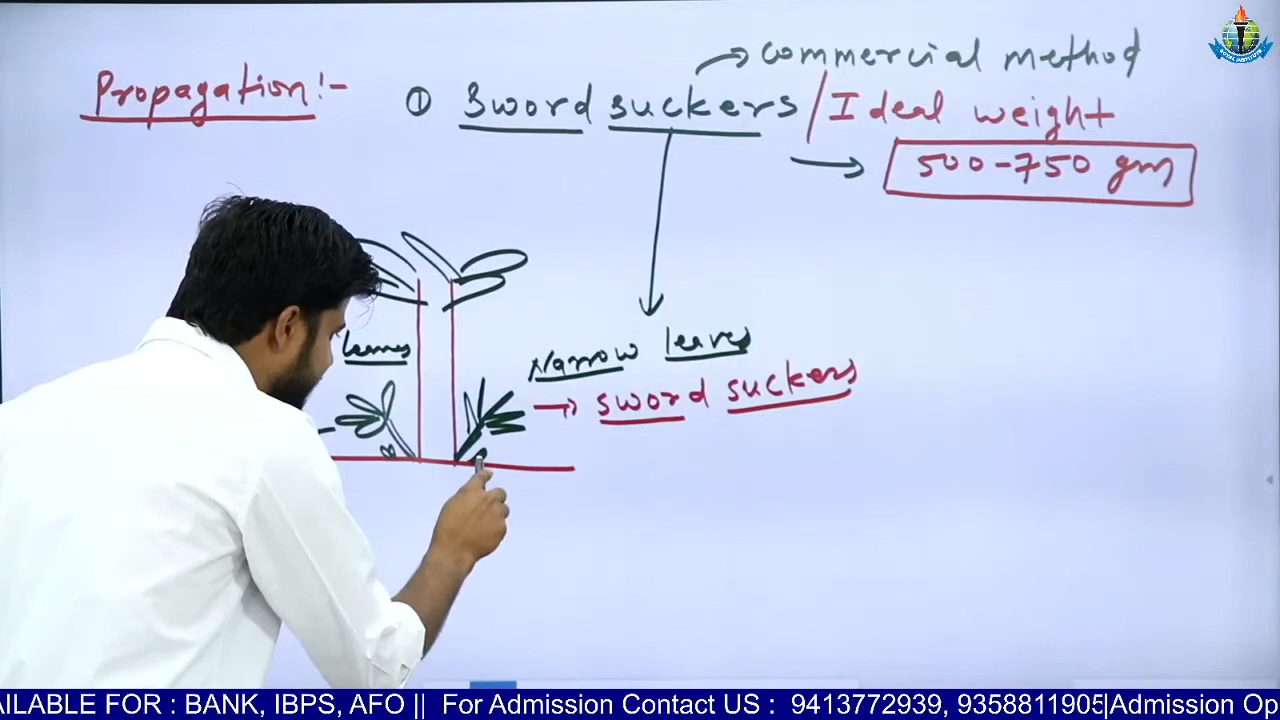 commercial method
Propagation:- ① Sword suckers / Ideal weight
500-750 gm
leaves
Narrow leaves
sword suckers
AILABLE FOR : BANK, IBPS, AFO || For Admission Contact US : 9413772939, 9358811905|Admission Op